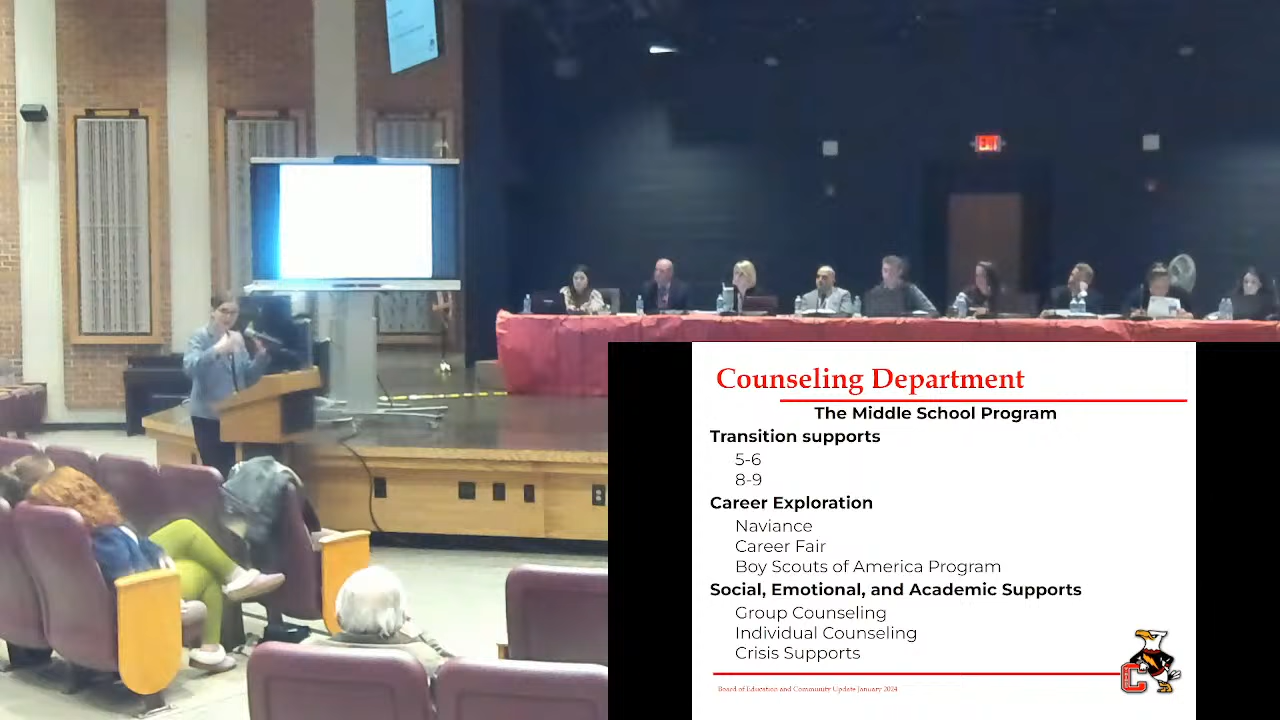 EXIT
Counseling Department
The Middle School Program
Transition supports
5-6
8-9
Career Exploration
Naviance
Career Fair
Boy Scouts of America Program
Social, Emotional, and Academic Supports
Group Counseling
Individual Counseling
Crisis Supports
C
Board of Education and Community Update January 2024